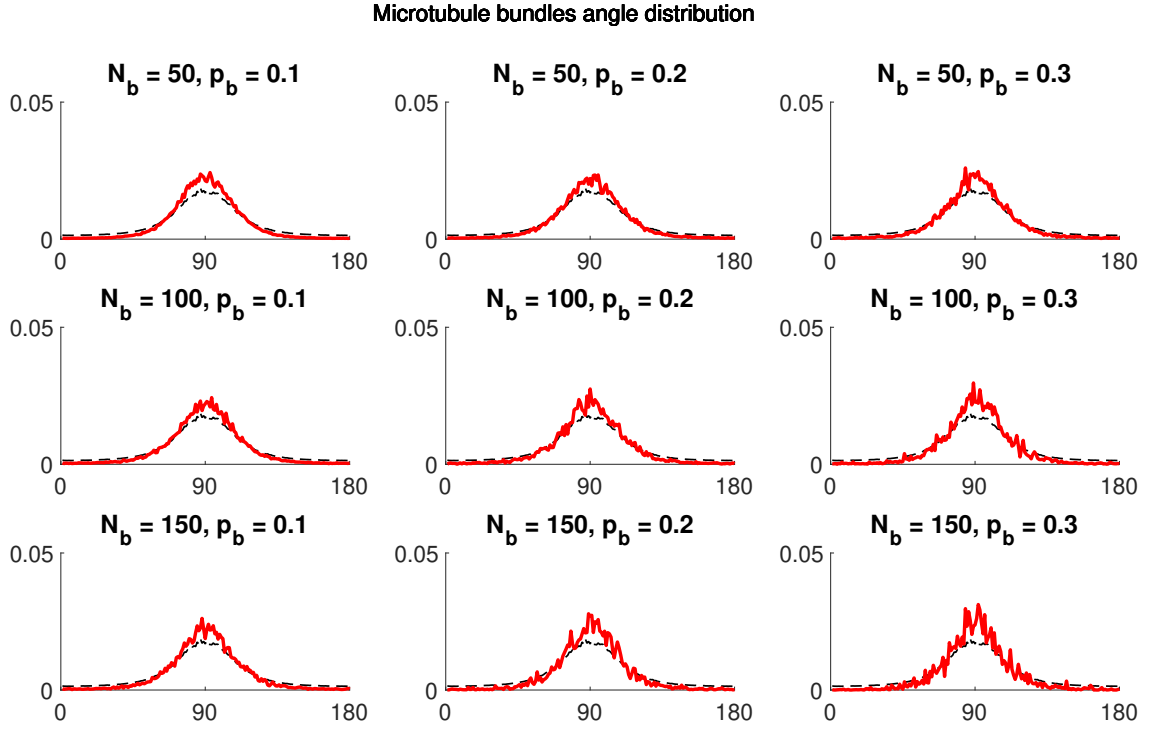 Microtubule bundles angle distribution
N_b = 50, p_b = 0.1
N_b = 50, p_b = 0.2
N_b = 50, p_b = 0.3
0.05
0
0 90 180
0.05
0
0 90 180
0.05
0
0 90 180
N_b = 100, p_b = 0.1
N_b = 100, p_b = 0.2
N_b = 100, p_b = 0.3
0.05
0
0 90 180
0.05
0
0 90 180
0.05
0
0 90 180
N_b = 150, p_b = 0.1
N_b = 150, p_b = 0.2
N_b = 150, p_b = 0.3
0.05
0
0 90 180
0.05
0
0 90 180
0.05
0
0 90 180